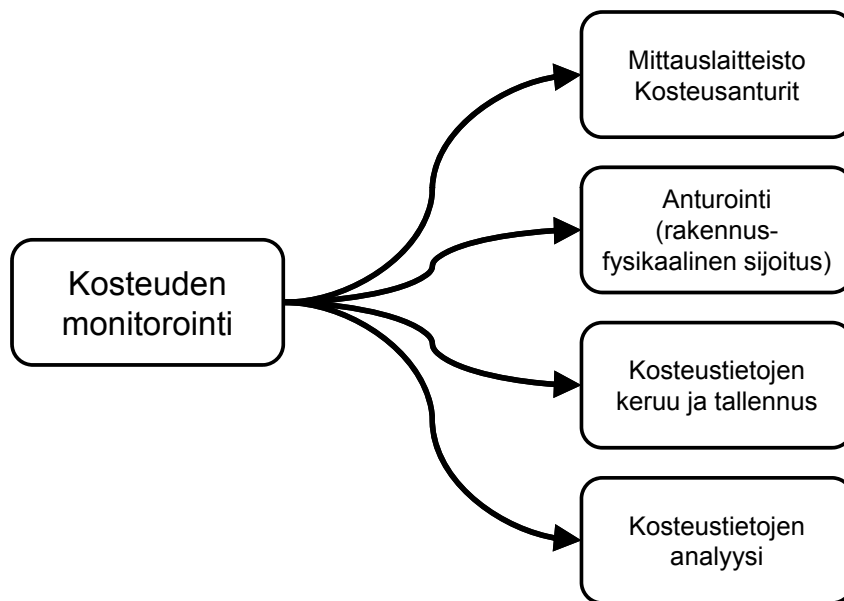 Mittauslaitteisto
Kosteusanturit
Anturointi
(rakennus-
fysikaalinen sijoitus)
Kosteuden
monitorointi
Kosteustietojen
keruu ja tallennus
Kosteustietojen
analyysi